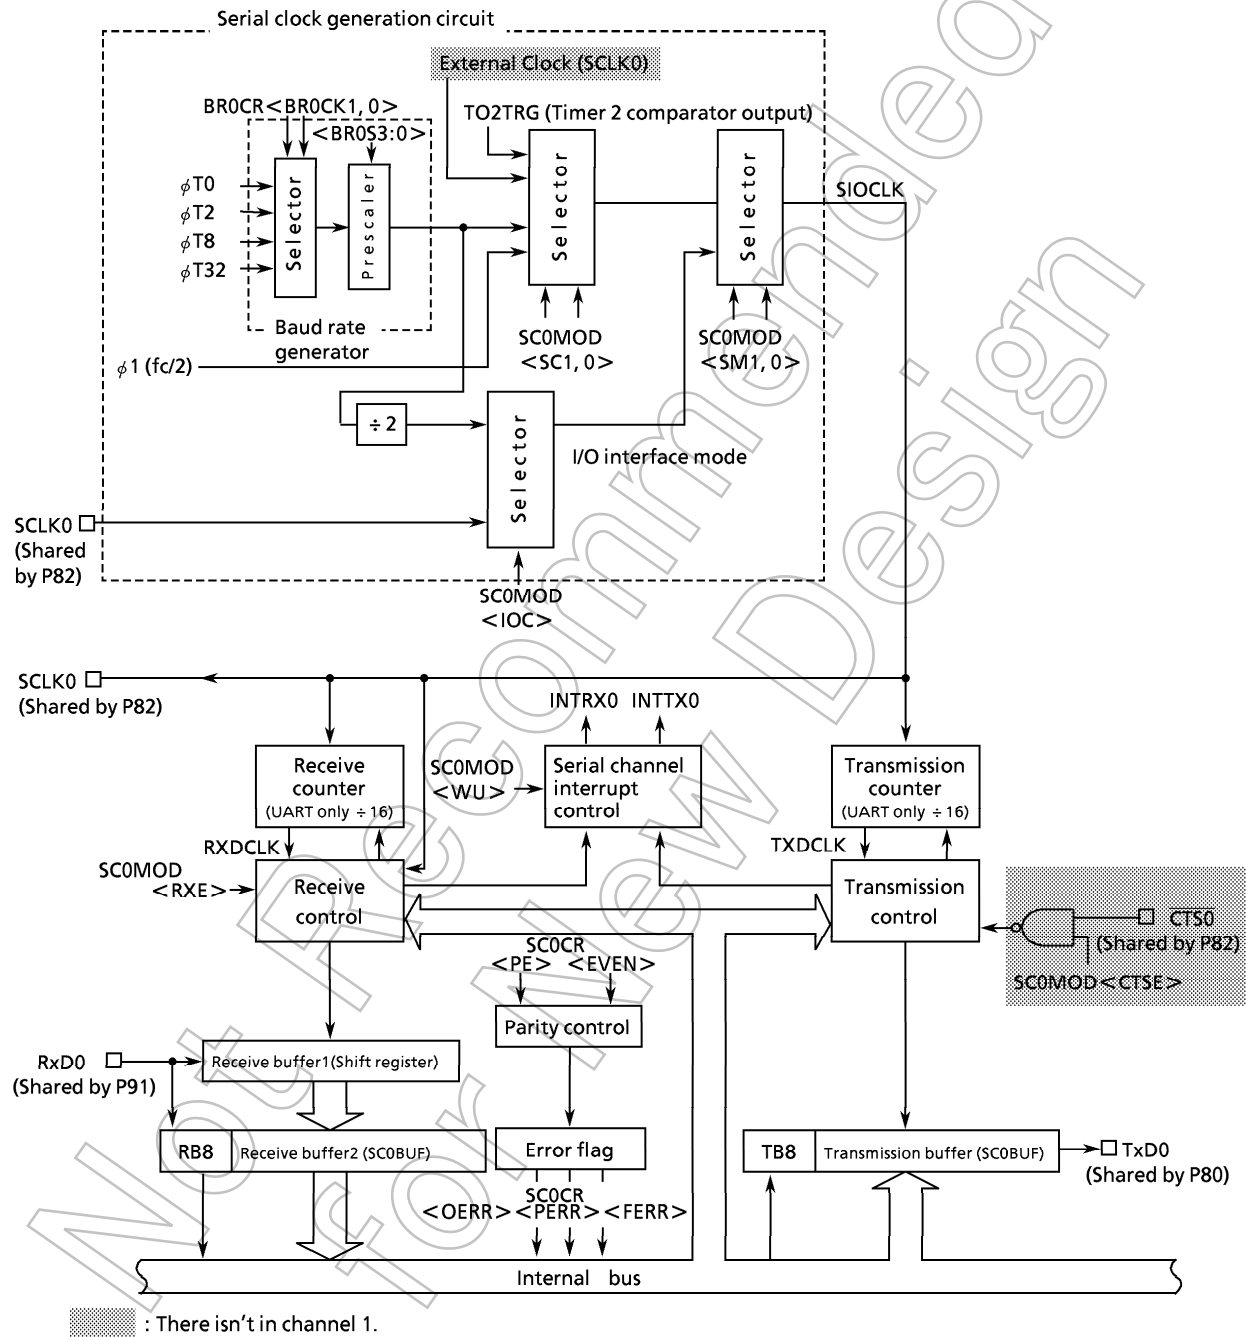 Serial clock generation circuit
External Clock (SCLK0)
BR0CR<BR0CK1, 0>
TO2TRG (Timer 2 comparator output)
<BR0S3:0>
ϕT0
ϕT2
ϕT8
ϕT32
Selector
Prescaler
Selector
Selector
SIOCLK
Baud rate
generator
SC0MOD
<SC1, 0>
SC0MOD
<SM1, 0>
ϕ1 (fc/2)
÷2
Selector
I/O interface mode
SCLK0
(Shared
by P82)
SC0MOD
<IOC>
SCLK0
(Shared by P82)
INTRX0 INTTX0
Receive
counter
(UART only ÷16)
SC0MOD
<WU>
Serial channel
interrupt
control
Transmission
counter
(UART only ÷16)
RXDCLK
TXDCLK
SC0MOD
<RXE>
Receive
control
Transmission
control
CTS0
(Shared by P82)
SC0MOD<CTSE>
SC0CR
<PE> <EVEN>
Parity control
RxD0
(Shared by P91)
Receive buffer1(Shift register)
RB8
Receive buffer2 (SC0BUF)
Error flag
TB8
Transmission buffer (SC0BUF)
TxD0
(Shared by P80)
SC0CR
<OERR> <PERR> <FERR>
Internal bus
: There isn't in channel 1.
Not Recommended
for New Design